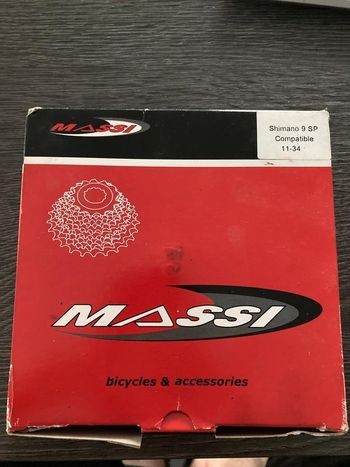 MASSI
Shimano 9 SP
Compatible
11-34
MASSI
bicycles & accessories